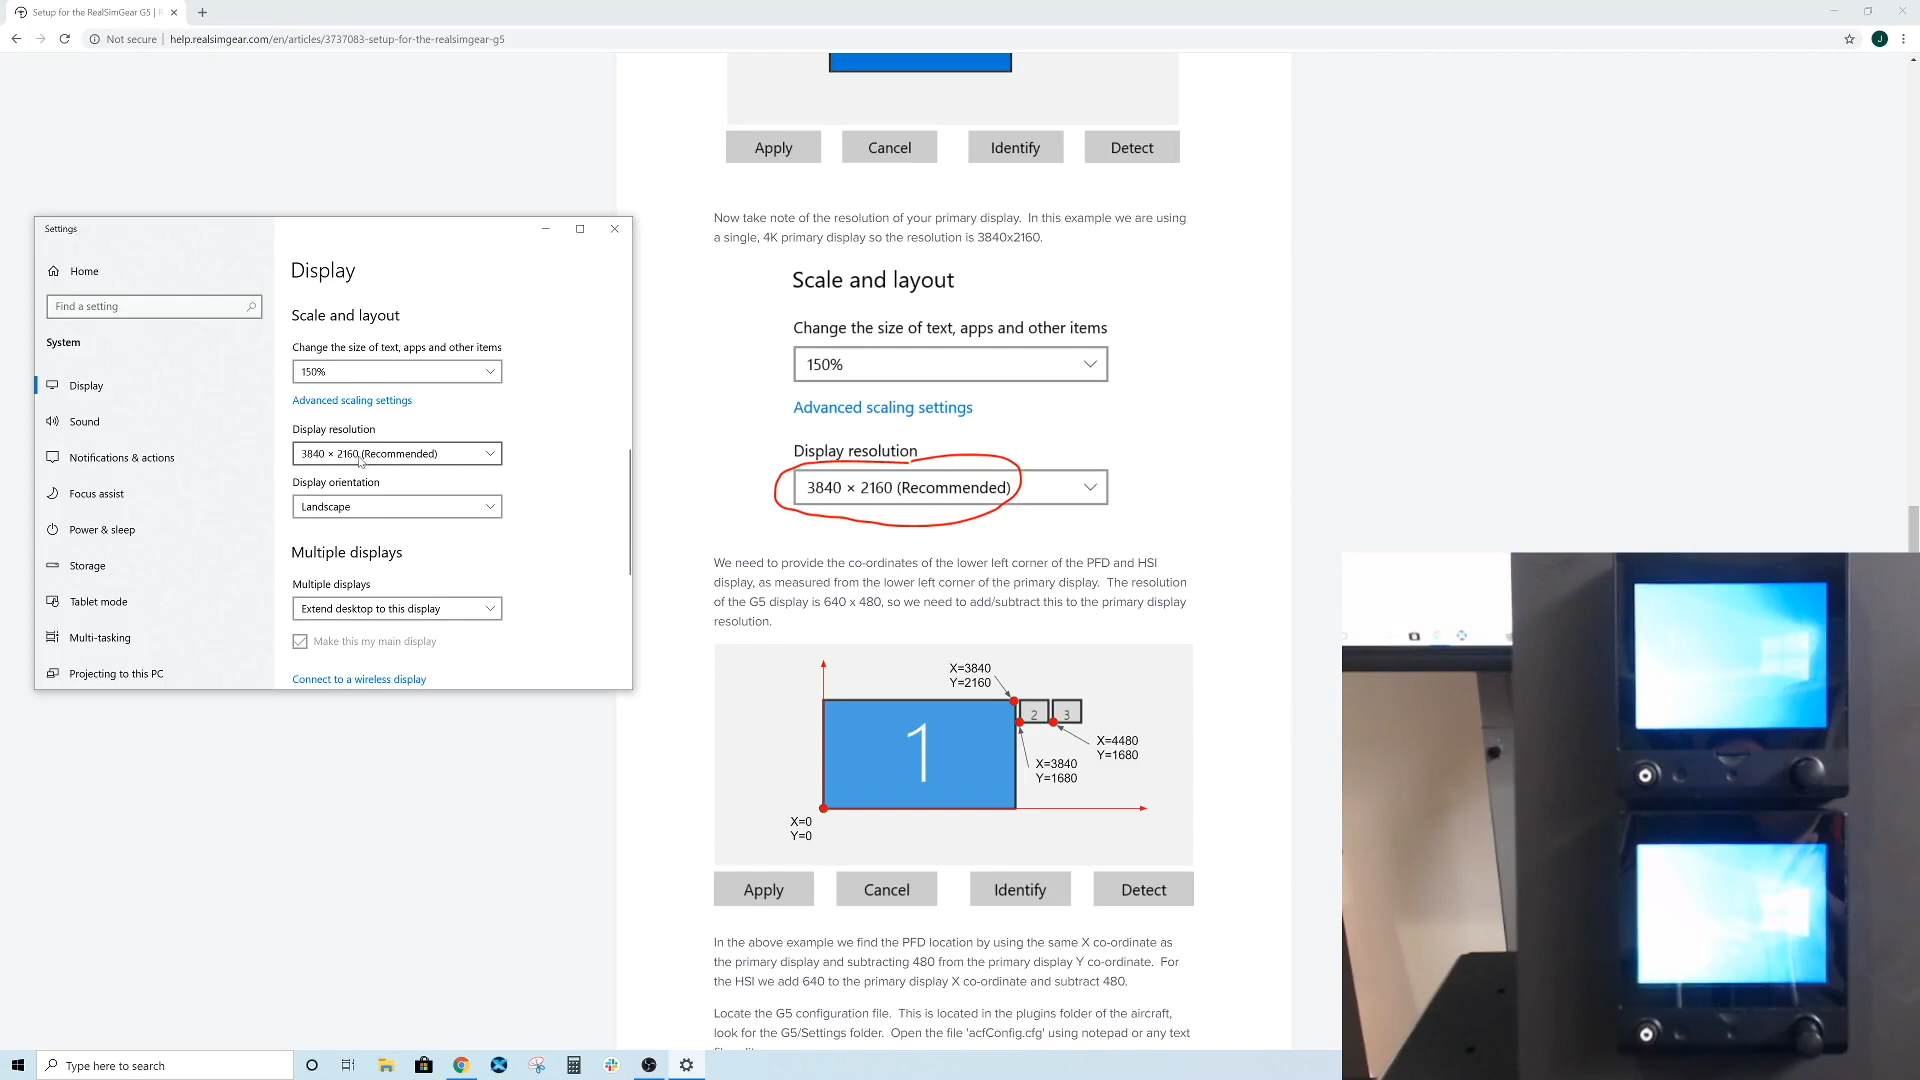 Setup for the RealSimGear G5 |
Not secure
help.realsimgear.com/en/articles/3737083-setup-for-the-realsimgear-g5
J
Apply
Cancel
Identify
Detect
Now take note of the resolution of your primary display. In this example we are using
a single, 4K primary display so the resolution is 3840x2160.
Scale and layout
Change the size of text, apps and other items
150%
Advanced scaling settings
Display resolution
3840 × 2160 (Recommended)
We need to provide the co-ordinates of the lower left corner of the PFD and HSI
display, as measured from the lower left corner of the primary display. The resolution
of the G5 display is 640 x 480, so we need to add/subtract this to the primary display
resolution.
X=3840
Y=2160
1
2
3
X=4480
Y=1680
X=3840
Y=1680
X=0
Y=0
Apply
Cancel
Identify
Detect
In the above example we find the PFD location by using the same X co-ordinate as
the primary display and subtracting 480 from the primary display Y co-ordinate. For
the HSI we add 640 to the primary display X co-ordinate and subtract 480.
Locate the G5 configuration file. This is located in the plugins folder of the aircraft,
look for the G5/Settings folder. Open the file 'acfConfig.cfg' using notepad or any text
Settings
Home
Find a setting
System
Display
Sound
Notifications & actions
Focus assist
Power & sleep
Storage
Tablet mode
Multi-tasking
Projecting to this PC
Display
Scale and layout
Change the size of text, apps and other items
150%
Advanced scaling settings
Display resolution
3840 × 2160 (Recommended)
Display orientation
Landscape
Multiple displays
Multiple displays
Extend desktop to this display
Make this my main display
Connect to a wireless display
Type here to search